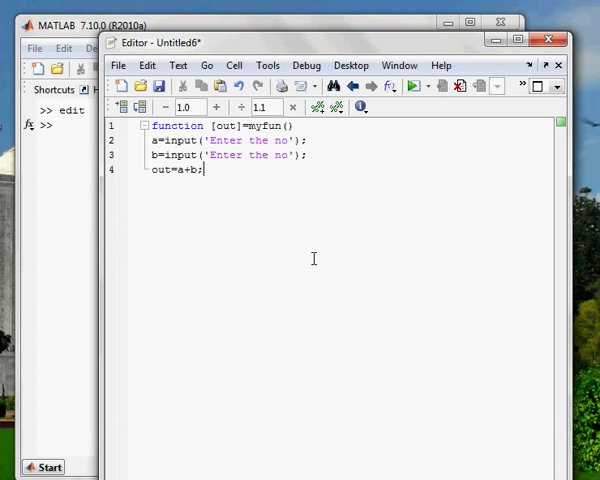 MATLAB 7.10.0 (R2010a)
File Edit
Shortcuts
>> edit
fx >>
Start
Editor - Untitled6*
File Edit Text Go Cell Tools Debug Desktop Window Help
− 1.0 + ÷ 1.1 ×
1 function [out]=myfun()
2 a=input('Enter the no');
3 b=input('Enter the no');
4 out=a+b;